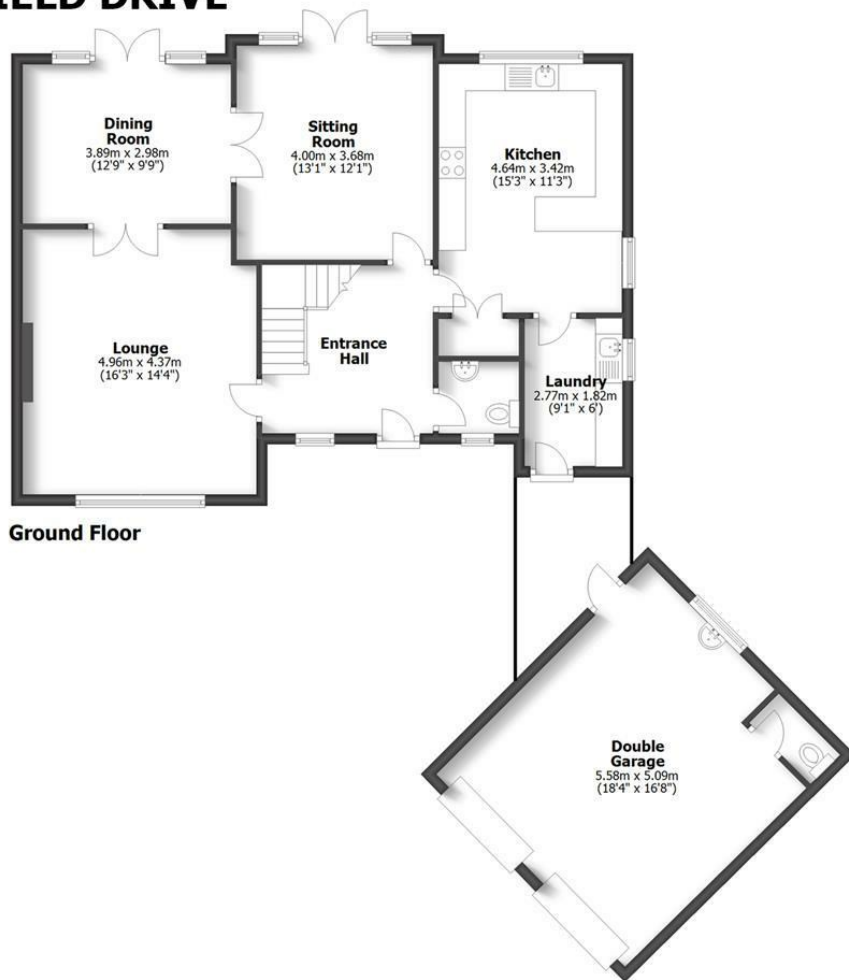 DRIVE
Dining
Room
3.89m x 2.98m
(12'9" x 9'9")
Sitting
Room
4.00m x 3.68m
(13'1" x 12'1")
Kitchen
4.64m x 3.42m
(15'3" x 11'3")
Lounge
4.96m x 4.37m
(16'3" x 14'4")
Entrance
Hall
Laundry
2.77m x 1.82m
(9'1" x 6')
Ground Floor
Double
Garage
5.58m x 5.09m
(18'4" x 16'8")